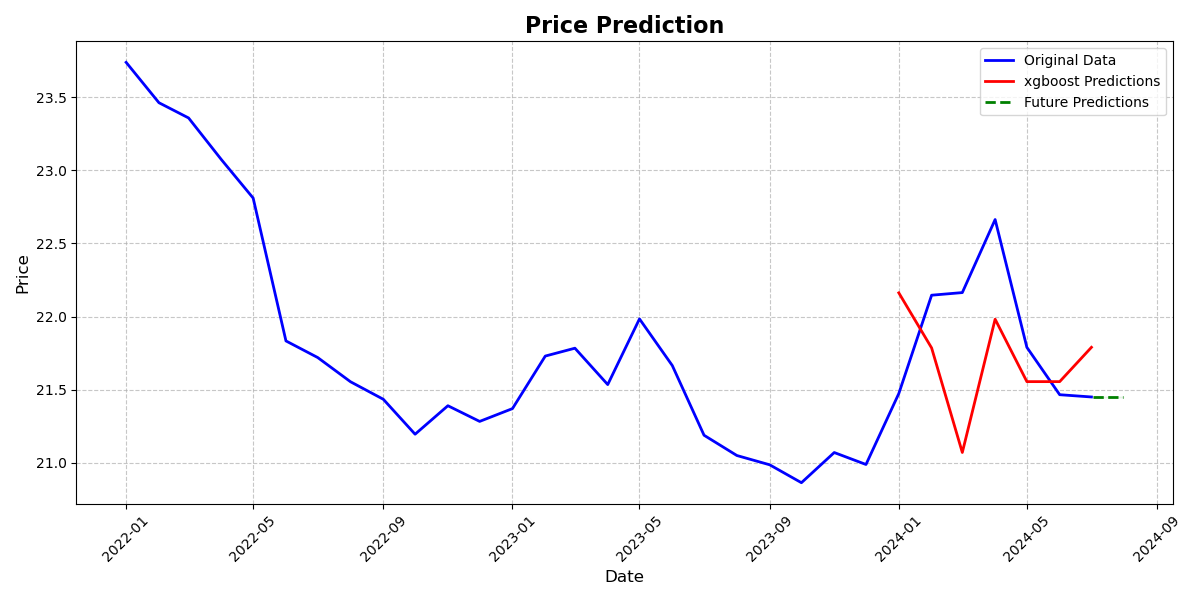 Price Prediction
Original Data
xgboost Predictions
Future Predictions
Price
23.5
23.0
22.5
22.0
21.5
21.0
2022-01
2022-05
2022-09
2023-01
2023-05
2023-09
2024-01
2024-05
2024-09
Date